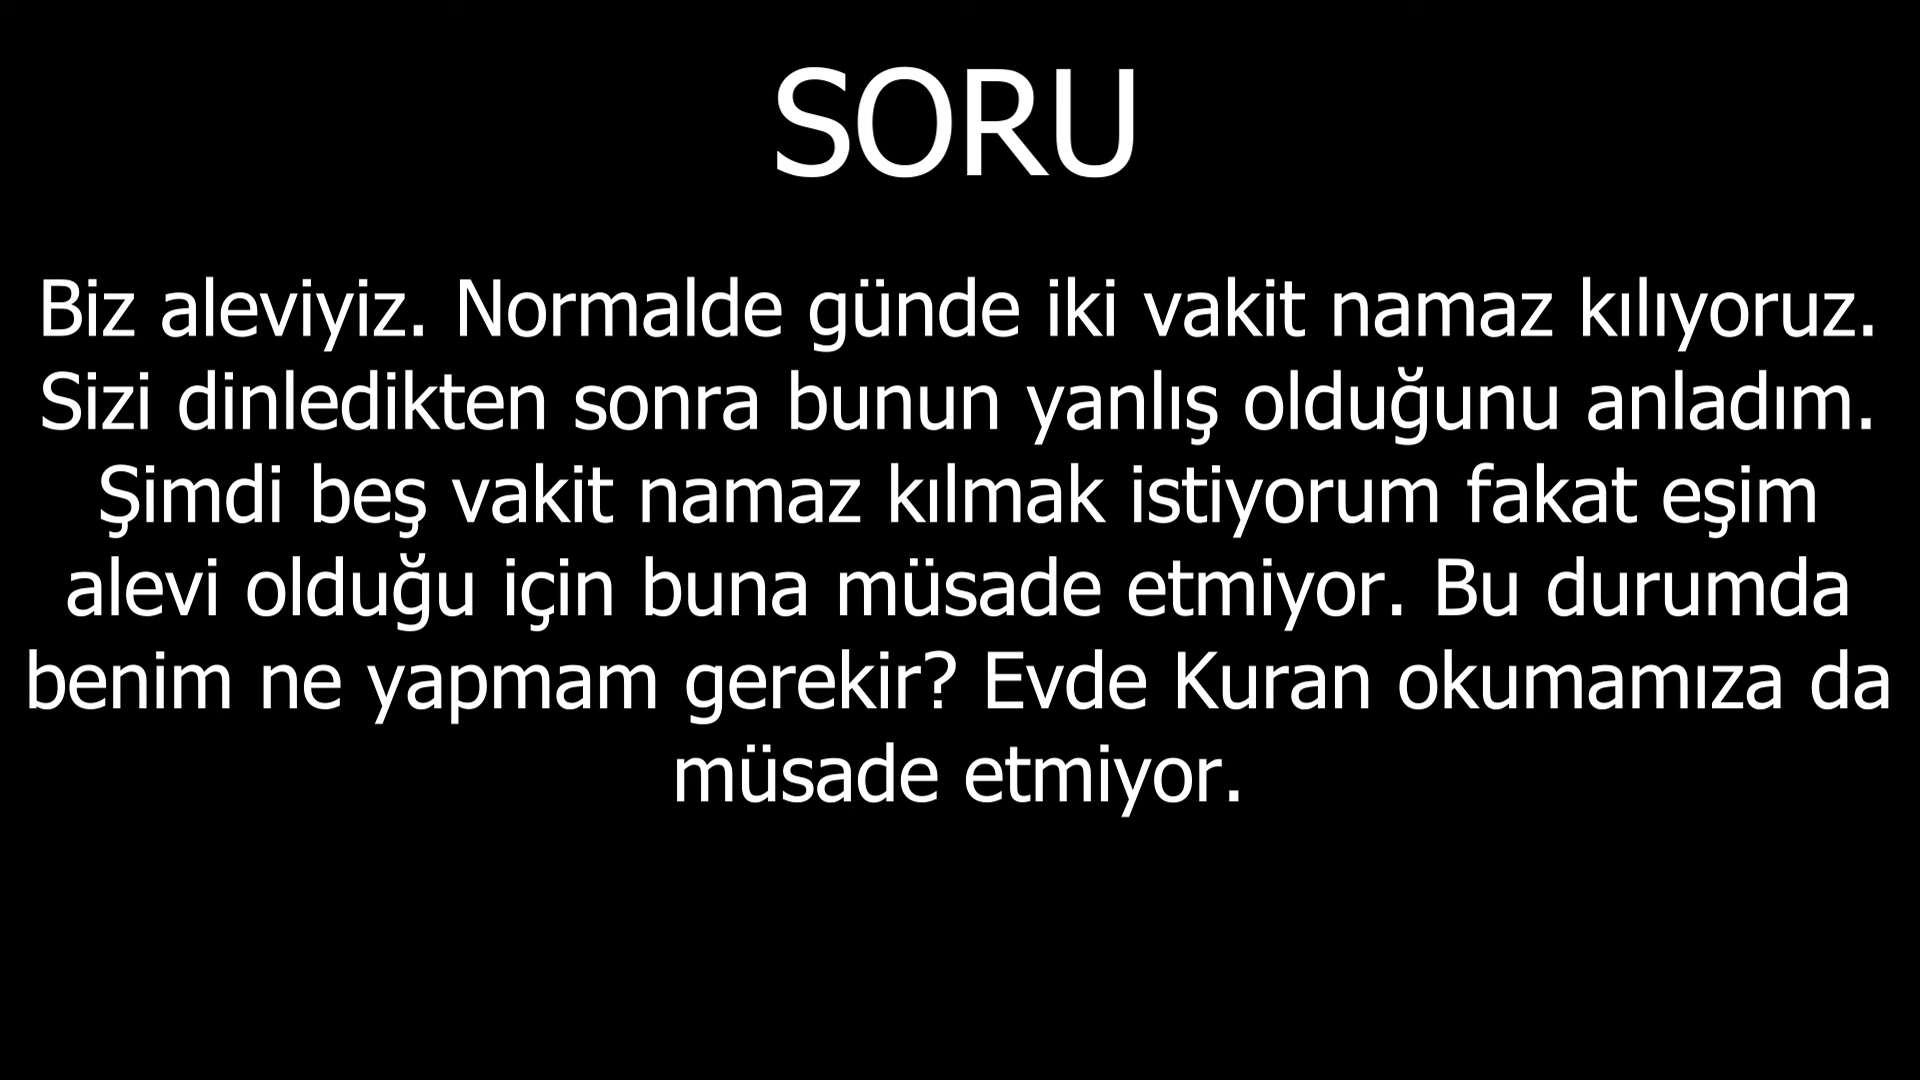 SORU
Biz aleviyiz. Normalde günde iki vakit namaz kılıyoruz.
Sizi dinledikten sonra bunun yanlış olduğunu anladım.
Şimdi beş vakit namaz kılmak istiyorum fakat eşim
alevi olduğu için buna müsade etmiyor. Bu durumda
benim ne yapmam gerekir? Evde Kuran okumamıza da
müsade etmiyor.